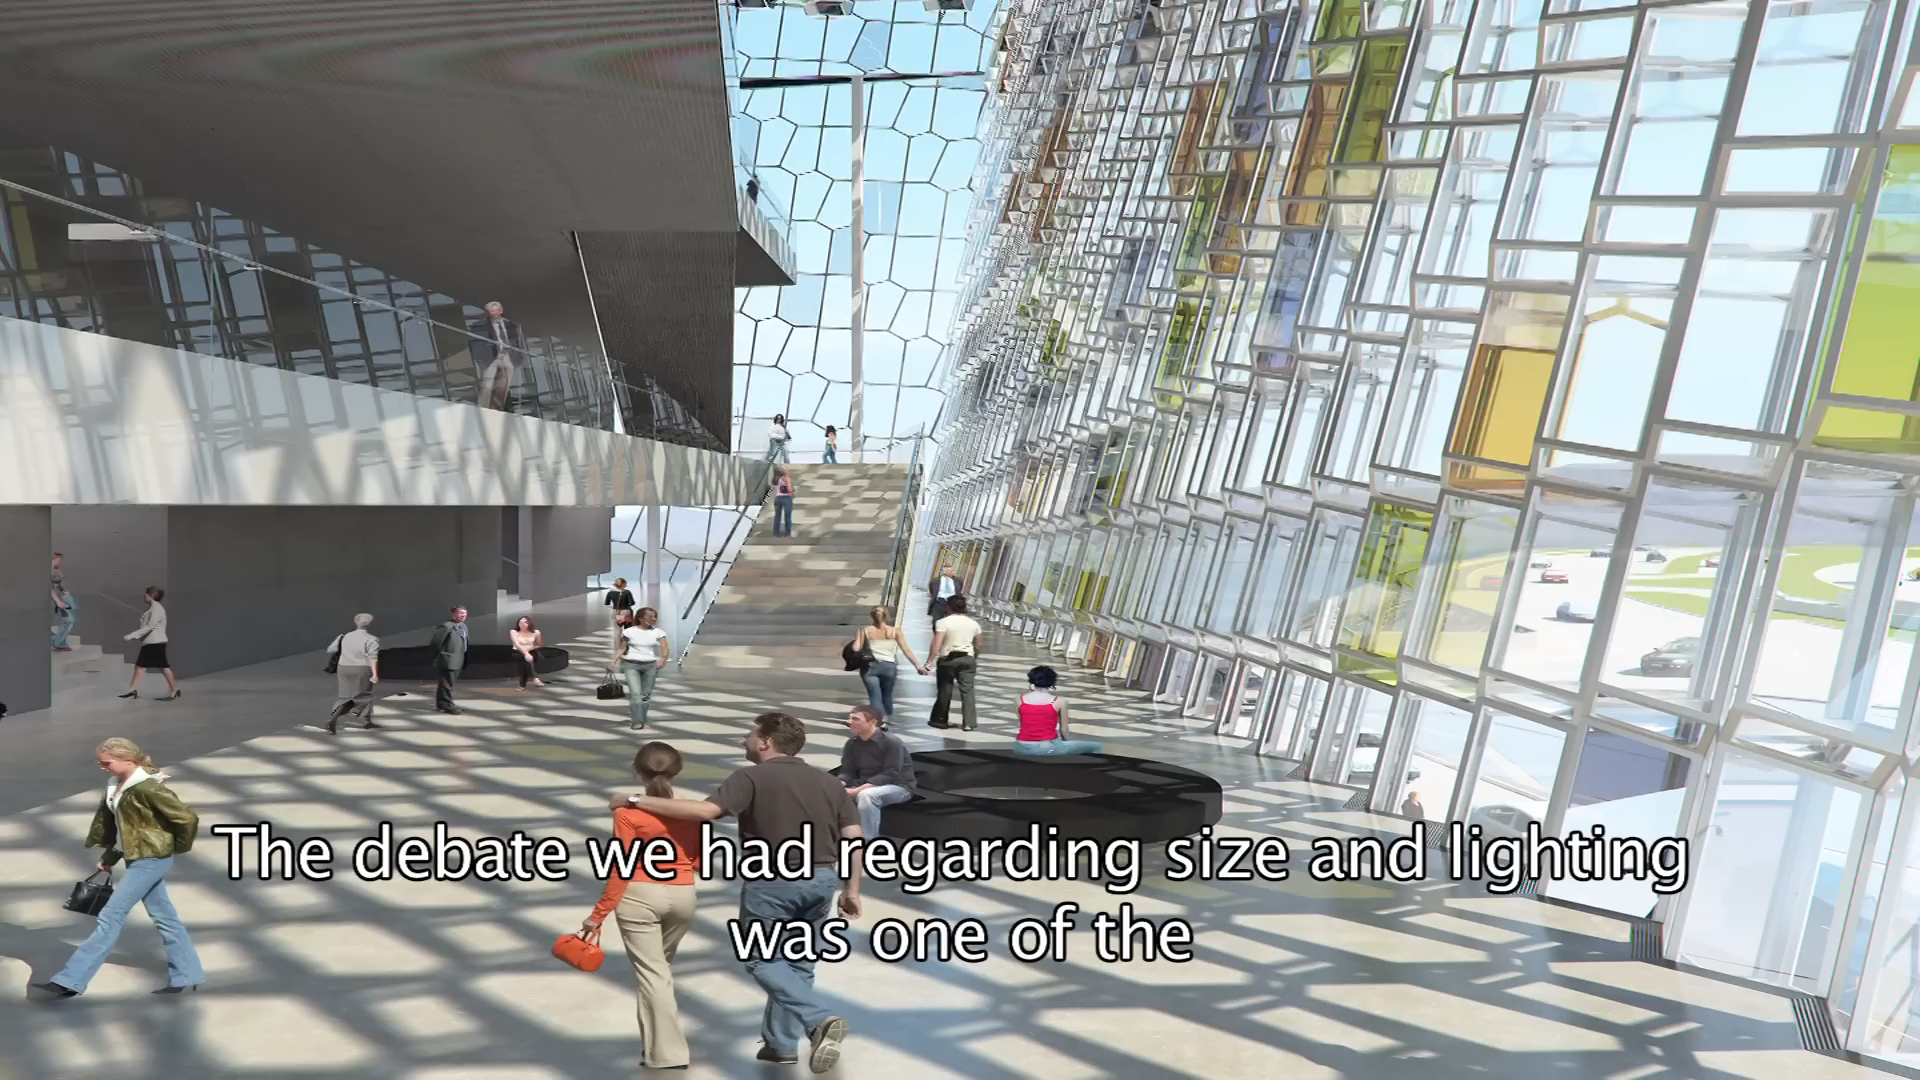 The debate we had regarding size and lighting
was one of the